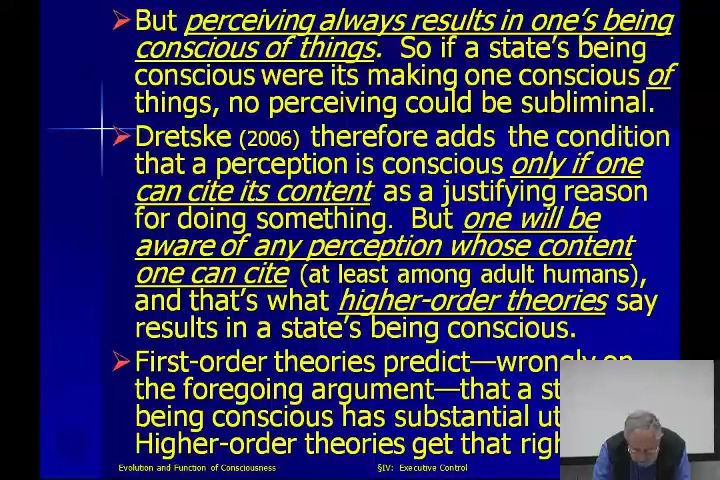 But perceiving always results in one's being
conscious of things. So if a state's being
conscious were its making one conscious of
things, no perceiving could be subliminal.
Dretske (2006) therefore adds the condition
that a perception is conscious only if one
can cite its content as a justifying reason
for doing something. But one will be
aware of any perception whose content
one can cite (at least among adult humans),
and that's what higher-order theories say
results in a state's being conscious.
First-order theories predict—wrongly on
the foregoing argument—that a
being conscious has substantial
Higher-order theories get that
Evolution and Function of Consciousness
§IV: Executive Control